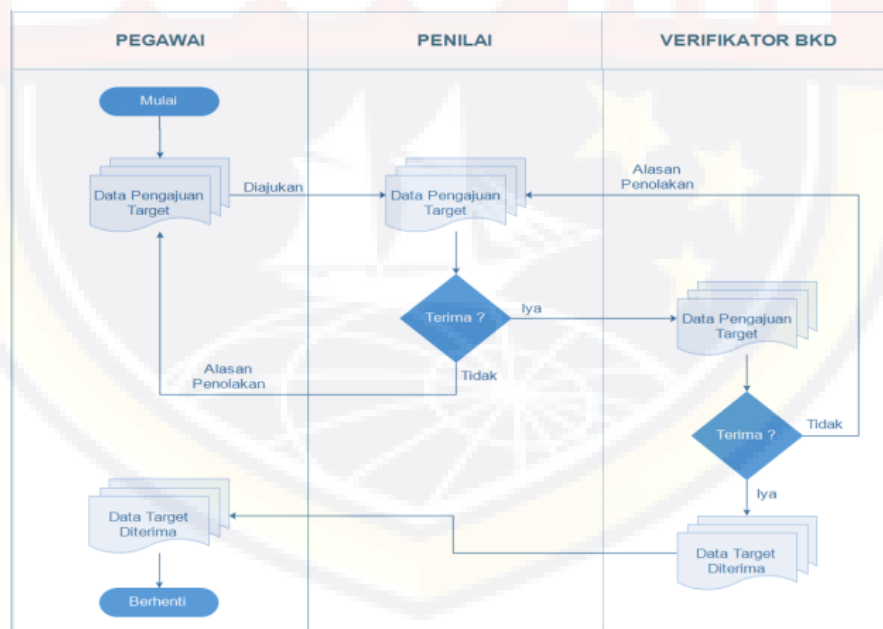 PEGAWAI
PENILAI
VERIFIKATOR BKD
Mulai
Data Pengajuan
Target
Diajukan
Data Pengajuan
Target
Alasan
Penolakan
Terima ?
Iya
Data Pengajuan
Target
Alasan
Penolakan
Tidak
Terima ?
Tidak
Iya
Data Target
Diterima
Data Target
Diterima
Berhenti